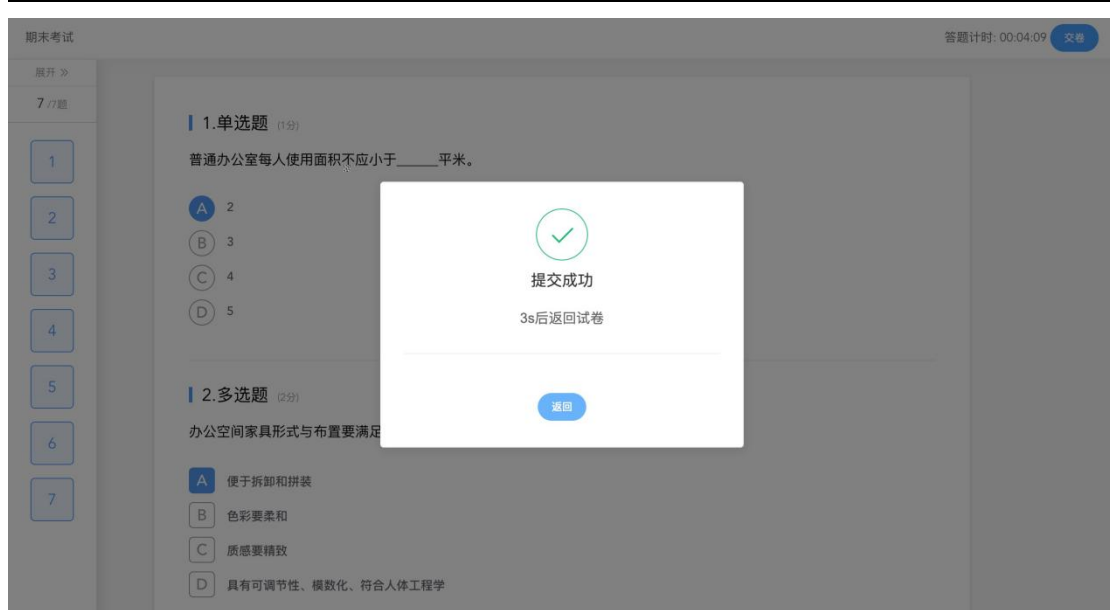 期末考试
答题计时: 00:04:09 交卷
展开 »
7 /7题
1
2
3
4
5
6
7
1.单选题 (1分)
普通办公室每人使用面积不应小于______平米。
A 2
B 3
C 4
D 5
2.多选题 (2分)
办公空间家具形式与布置要满足
A 便于拆卸和拼装
B 色彩要柔和
C 质感要精致
D 具有可调节性、模数化、符合人体工程学
提交成功
3s后返回试卷
返回